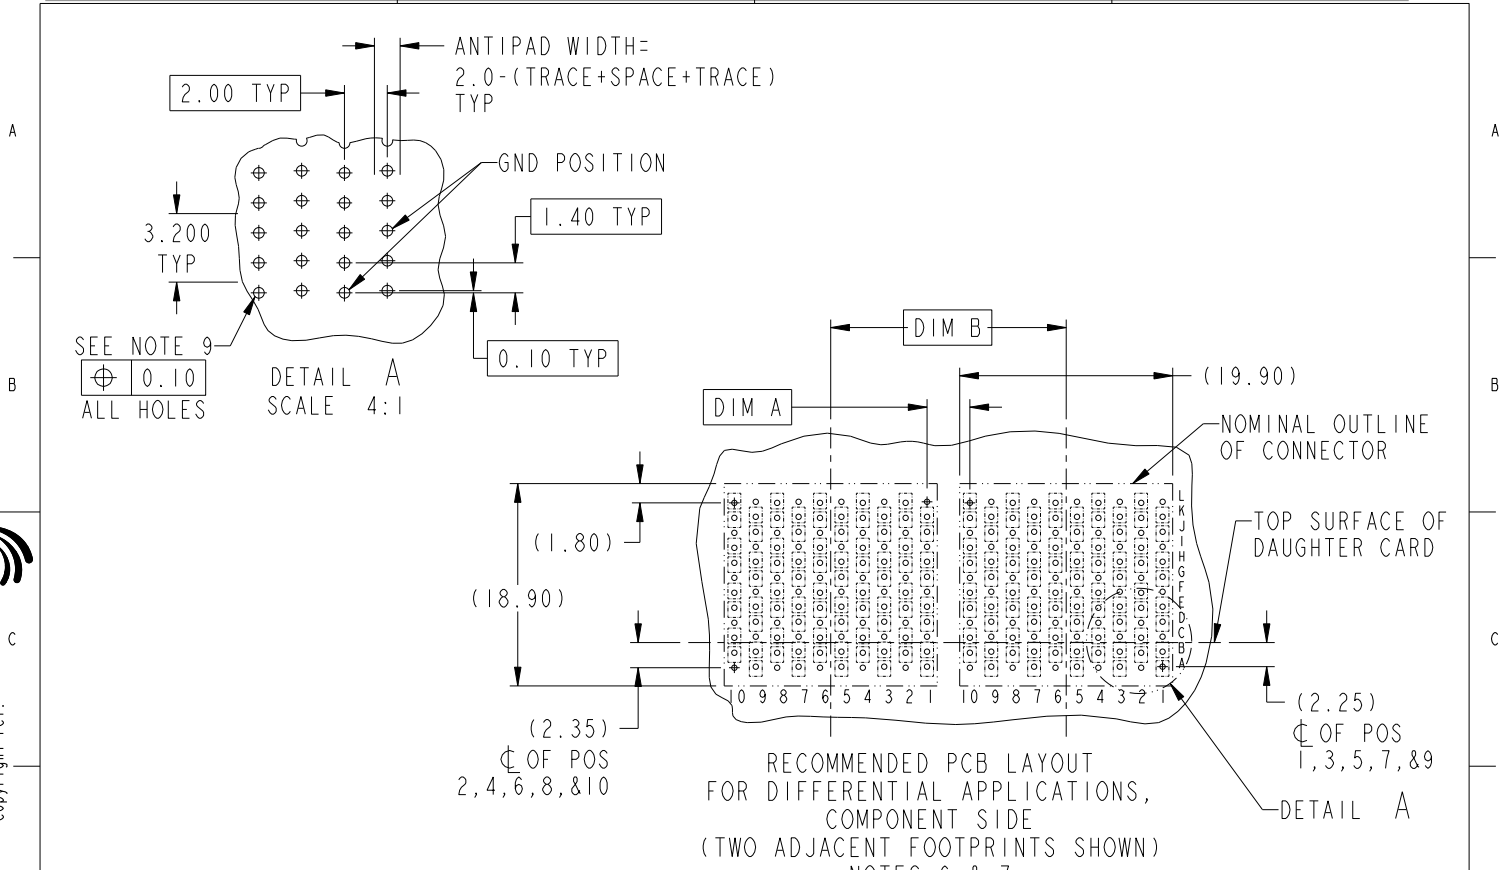 ANTIPAD WIDTH=
2.0-(TRACE+SPACE+TRACE)
TYP
2.00 TYP
A
A
GND POSITION
1.40 TYP
3.200
TYP
DIM B
SEE NOTE 9
0.10
ALL HOLES
0.10 TYP
DETAIL A
SCALE 4:1
B
B
(19.90)
DIM A
NOMINAL OUTLINE
OF CONNECTOR
L
K
J
I
H
G
F
E
D
C
B
A
TOP SURFACE OF
DAUGHTER CARD
(1.80)
(18.90)
C
C
10 9 8 7 6 5 4 3 2 1
10 9 8 7 6 5 4 3 2 1
(2.35)
℄ OF POS
2,4,6,8,&10
(2.25)
℄ OF POS
1,3,5,7,&9
RECOMMENDED PCB LAYOUT
FOR DIFFERENTIAL APPLICATIONS,
COMPONENT SIDE
(TWO ADJACENT FOOTPRINTS SHOWN)
DETAIL A